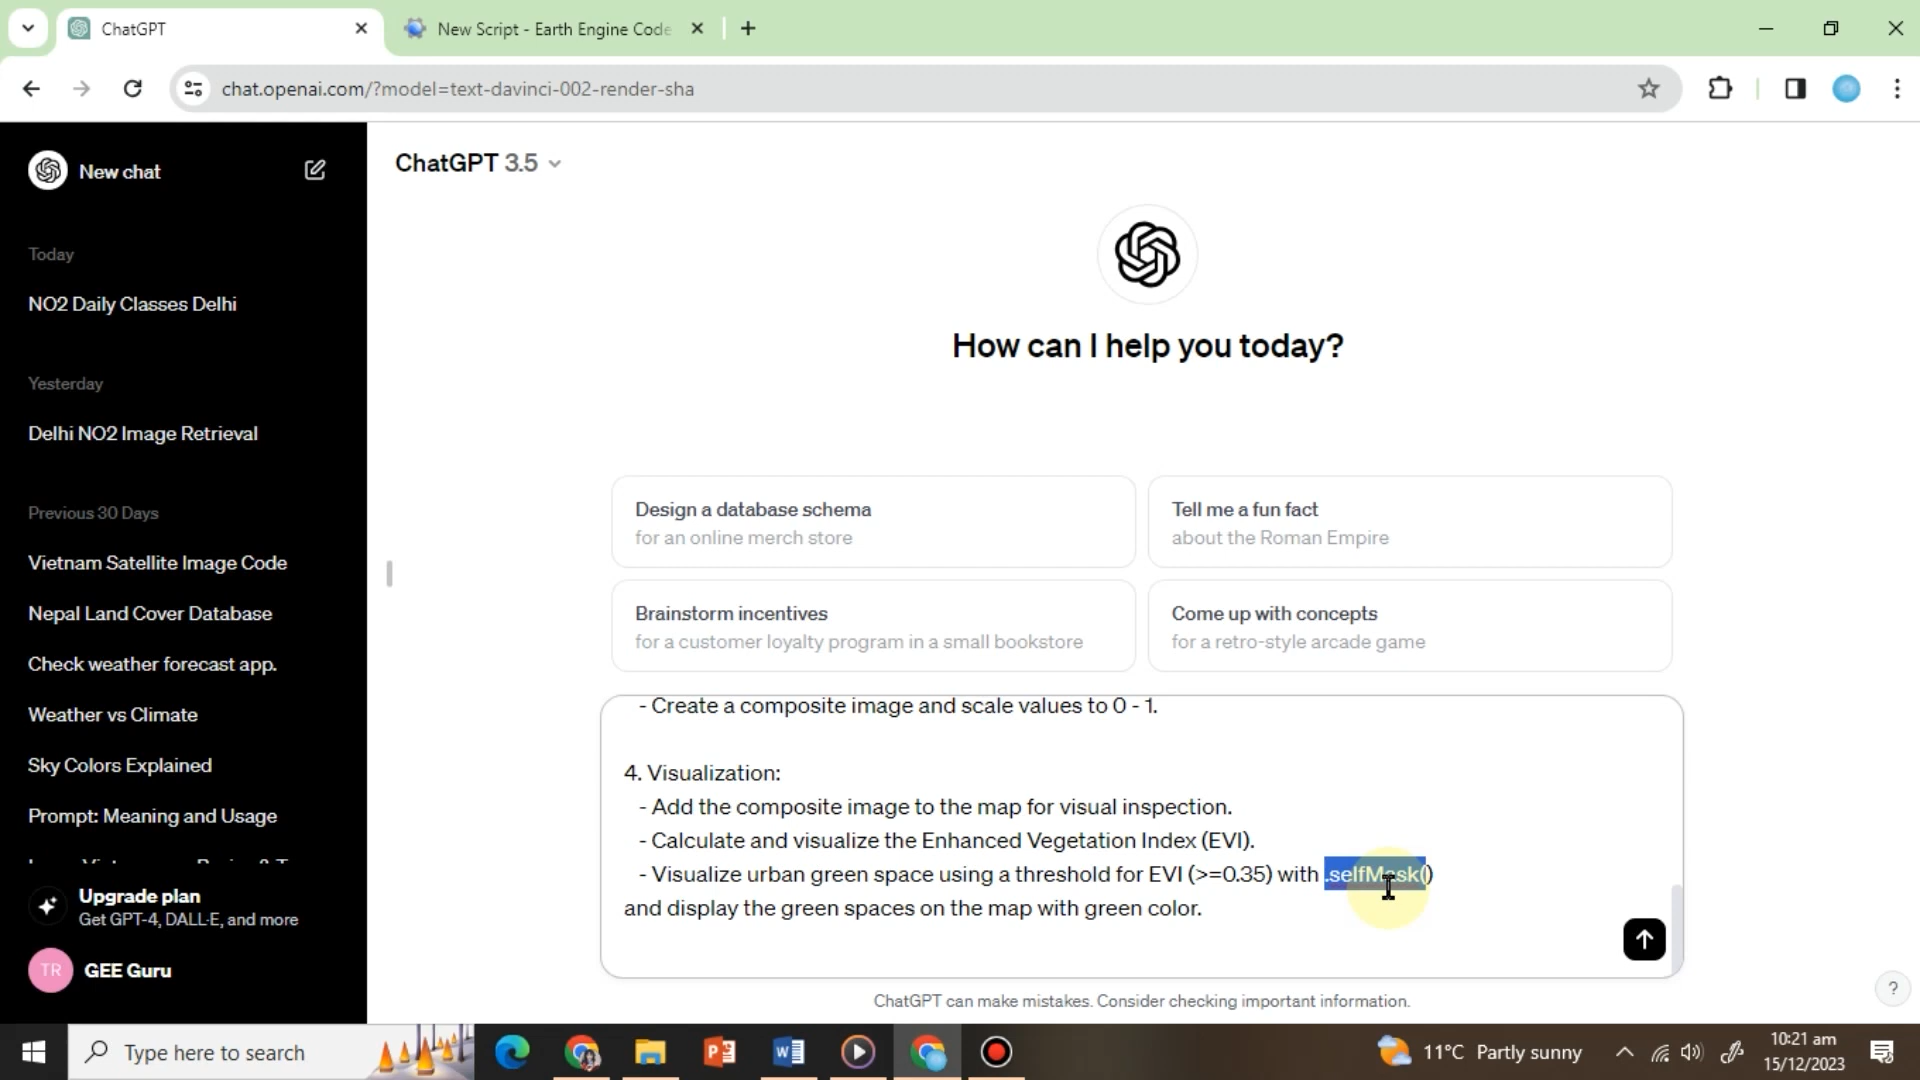 ChatGPT
New Script - Earth Engine Code
chat.openai.com/?model=text-davinci-002-render-sha
New chat
ChatGPT 3.5
Today
NO2 Daily Classes Delhi
Yesterday
Delhi NO2 Image Retrieval
Previous 30 Days
Vietnam Satellite Image Code
Nepal Land Cover Database
Check weather forecast app.
Weather vs Climate
Sky Colors Explained
Prompt: Meaning and Usage
Upgrade plan
Get GPT-4, DALL·E, and more
TR
GEE Guru
How can I help you today?
Design a database schema
for an online merch store
Tell me a fun fact
about the Roman Empire
Brainstorm incentives
for a customer loyalty program in a small bookstore
Come up with concepts
for a retro-style arcade game
- Create a composite image and scale values to 0 - 1.
4. Visualization:
- Add the composite image to the map for visual inspection.
- Calculate and visualize the Enhanced Vegetation Index (EVI).
- Visualize urban green space using a threshold for EVI (>=0.35) with .selfMask()
and display the green spaces on the map with green color.
ChatGPT can make mistakes. Consider checking important information.
?
Type here to search
11°C Partly sunny
10:21 am
15/12/2023